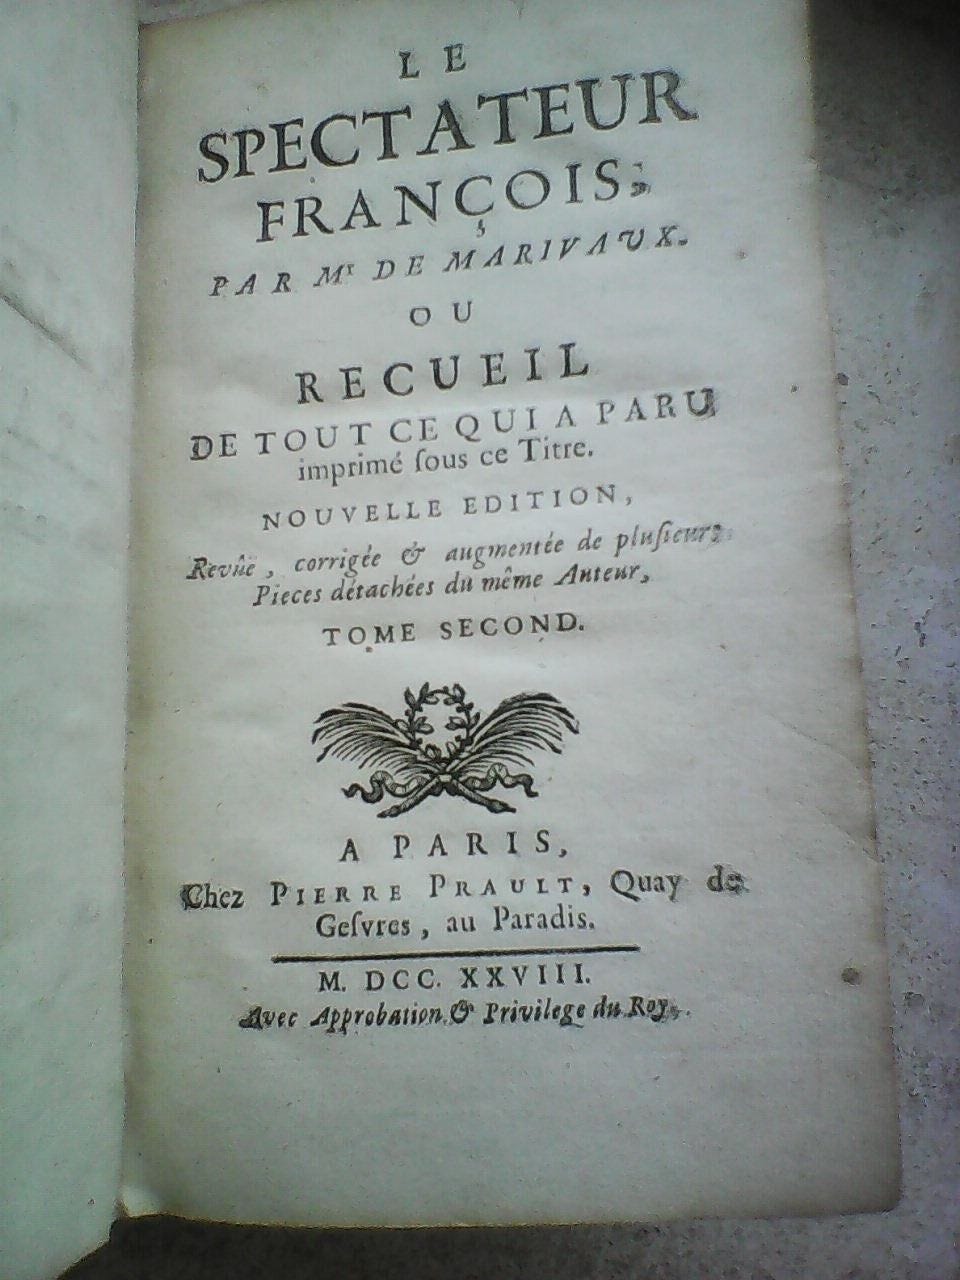 LE
SPECTATEUR
FRANÇOIS;
PAR Mr DE MARIVAUX.
OU
RECUEIL
DE TOUT CE QUI A PARU
imprimé ſous ce Titre.
NOUVELLE EDITION,
Revûë, corrigée & augmentée de pluſieurs
Pieces détachées du même Auteur,
TOME SECOND.
A PARIS,
Chez PIERRE PRAULT, Quay de
Geſvres, au Paradis.
M. DCC. XXVIII.
Avec Approbation & Privilege du Roy.